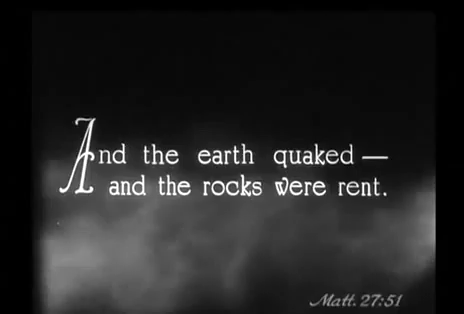 And the earth quaked —
and the rocks were rent.
Matt. 27:51